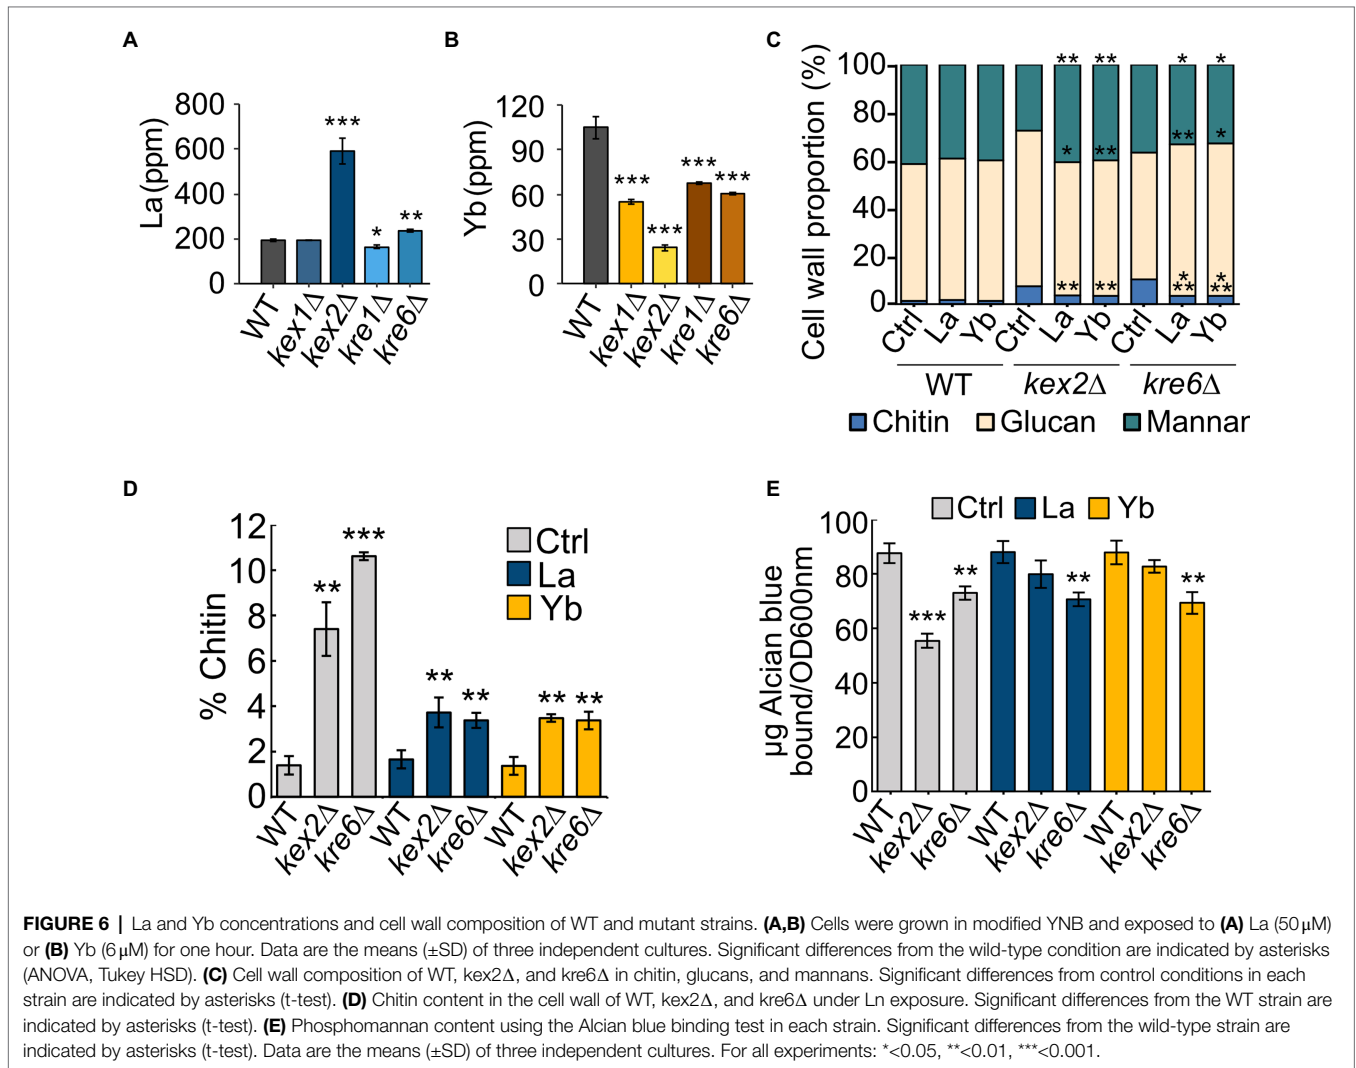 A
La (ppm)
800
600
400
200
0
***
*
**
WT
kex1Δ
kex2Δ
kre1Δ
kre6Δ
B
Yb (ppm)
120
90
60
30
0
***
***
***
***
WT
kex1Δ
kex2Δ
kre1Δ
kre6Δ
C
Cell wall proportion (%)
100
80
60
40
20
0
** ** * *
* ** ** *
** ** * ** * **
Ctrl La Yb Ctrl La Yb Ctrl La Yb
WT kex2Δ kre6Δ
Chitin Glucan Mannar
D
% Chitin
12
10
8
6
4
2
0
**
***
** **
** **
Ctrl
La
Yb
WT kex2Δ kre6Δ WT kex2Δ kre6Δ WT kex2Δ kre6Δ
E
Ctrl La Yb
µg Alcian blue
bound/OD600nm
100
80
60
40
20
0
***
**
**
**
WT kex2Δ kre6Δ WT kex2Δ kre6Δ WT kex2Δ kre6Δ
FIGURE 6 | La and Yb concentrations and cell wall composition of WT and mutant strains. (A,B) Cells were grown in modified YNB and exposed to (A) La (50 µM)
or (B) Yb (6 µM) for one hour. Data are the means (±SD) of three independent cultures. Significant differences from the wild-type condition are indicated by asterisks
(ANOVA, Tukey HSD). (C) Cell wall composition of WT, kex2Δ, and kre6Δ in chitin, glucans, and mannans. Significant differences from control conditions in each
strain are indicated by asterisks (t-test). (D) Chitin content in the cell wall of WT, kex2Δ, and kre6Δ under Ln exposure. Significant differences from the WT strain are
indicated by asterisks (t-test). (E) Phosphomannan content using the Alcian blue binding test in each strain. Significant differences from the wild-type strain are
indicated by asterisks (t-test). Data are the means (±SD) of three independent cultures. For all experiments: *<0.05, **<0.01, ***<0.001.